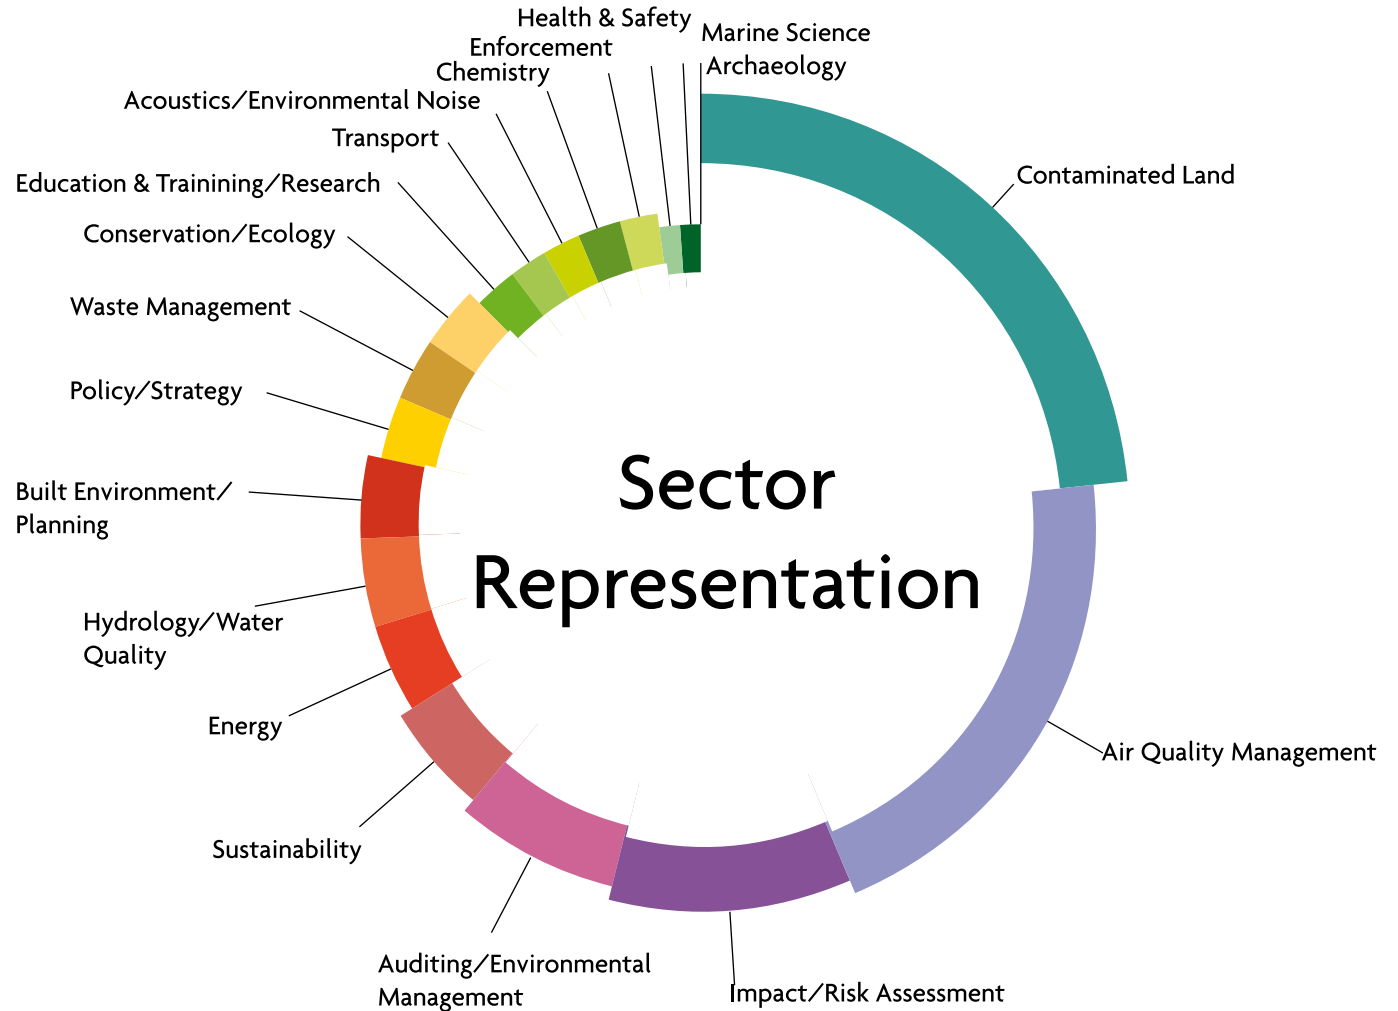 Health & Safety
Marine Science
Enforcement
Archaeology
Chemistry
Acoustics/Environmental Noise
Transport
Contaminated Land
Education & Trainining/Research
Conservation/Ecology
Waste Management
Policy/Strategy
Sector
Representation
Built Environment/
Planning
Hydrology/Water
Quality
Energy
Air Quality Management
Sustainability
Auditing/Environmental
Management
Impact/Risk Assessment